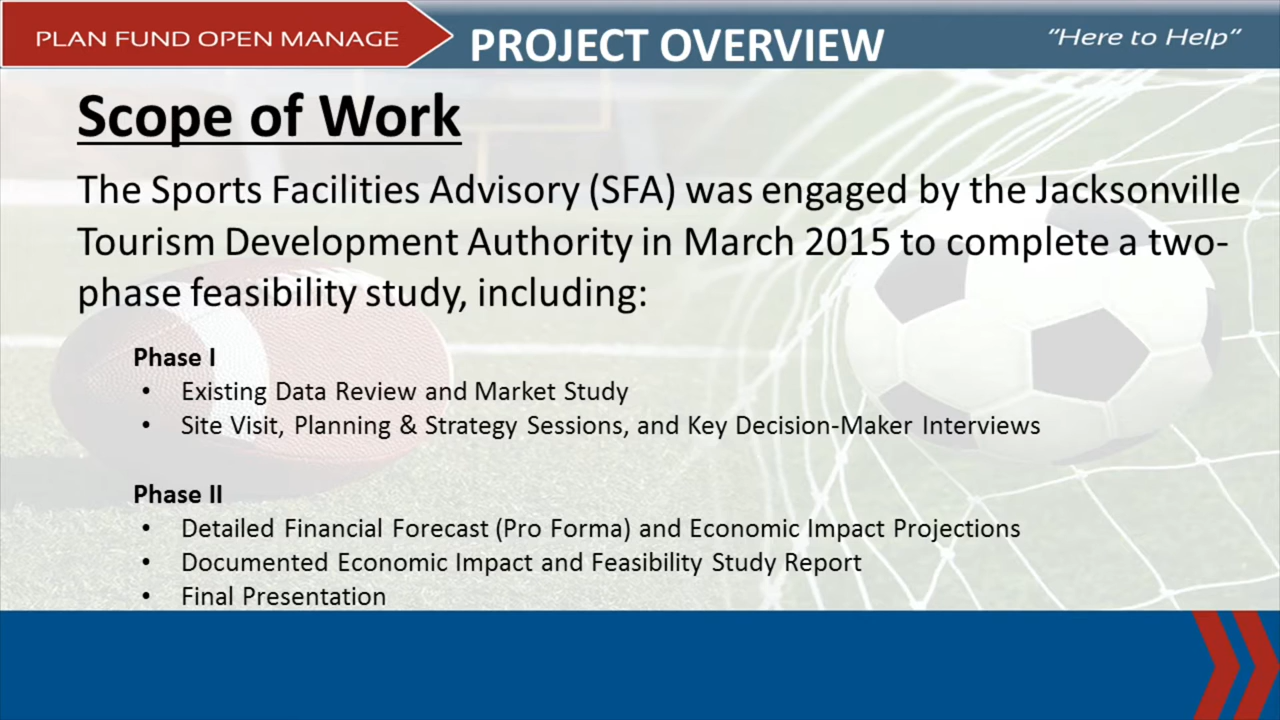 PLAN FUND OPEN MANAGE
PROJECT OVERVIEW
“Here to Help”
Scope of Work
The Sports Facilities Advisory (SFA) was engaged by the Jacksonville
Tourism Development Authority in March 2015 to complete a two-
phase feasibility study, including:
Phase I
• Existing Data Review and Market Study
• Site Visit, Planning & Strategy Sessions, and Key Decision-Maker Interviews
Phase II
• Detailed Financial Forecast (Pro Forma) and Economic Impact Projections
• Documented Economic Impact and Feasibility Study Report
• Final Presentation